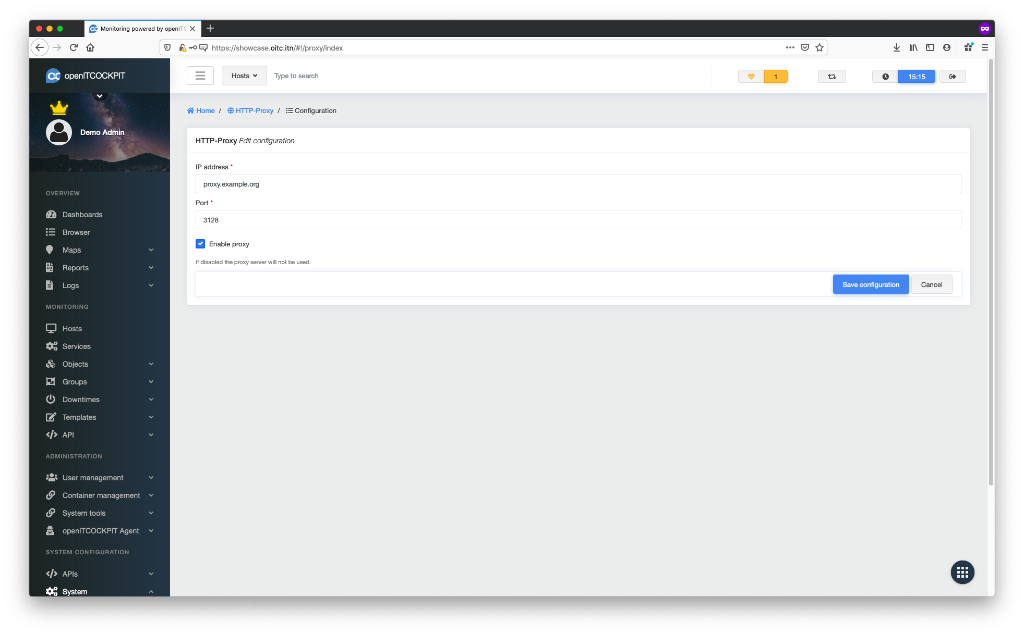 Monitoring powered by openITC
https://showcase.oitc.itn/#!/proxy/index
openITCOCKPIT
Hosts
Type to search
1
15:15
Demo Admin
Home / HTTP-Proxy / Configuration
HTTP-Proxy Edit configuration
IP address *
proxy.example.org
Port *
3128
Enable proxy
If disabled the proxy server will not be used.
Save configuration
Cancel
OVERVIEW
Dashboards
Browser
Maps
Reports
Logs
MONITORING
Hosts
Services
Objects
Groups
Downtimes
Templates
API
ADMINISTRATION
User management
Container management
System tools
openITCOCKPIT Agent
SYSTEM CONFIGURATION
APIs
System